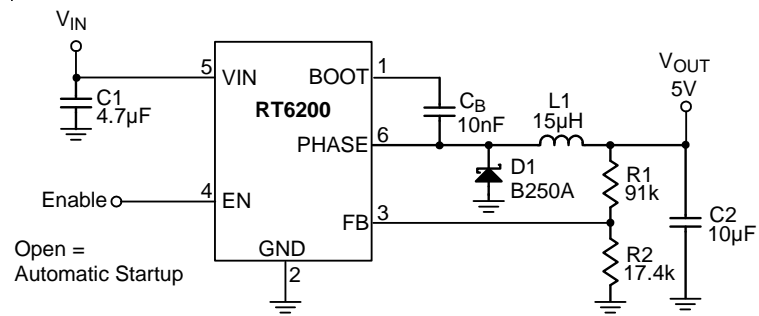 VIN
5
VIN
C1
4.7µF
RT6200
BOOT
1
CB
10nF
L1
15µH
VOUT
5V
PHASE
6
D1
B250A
R1
91k
Enable
4
EN
FB
3
C2
10µF
Open =
Automatic Startup
GND
2
R2
17.4k